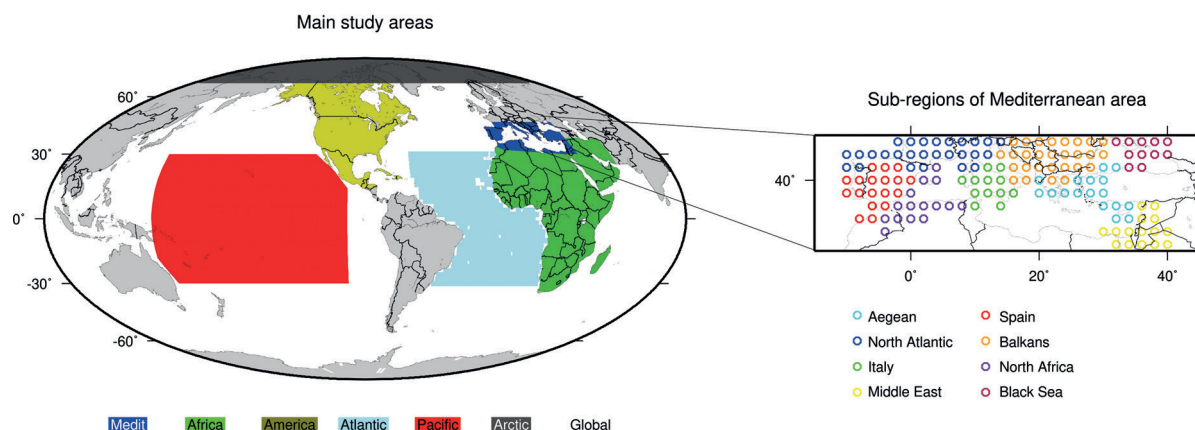 Main study areas
60°
30°
0°
-30°
-60°
Medit Africa America Atlantic Pacific Arctic Global
Sub-regions of Mediterranean area
40°
0° 20° 40°
Aegean Spain
North Atlantic Balkans
Italy North Africa
Middle East Black Sea